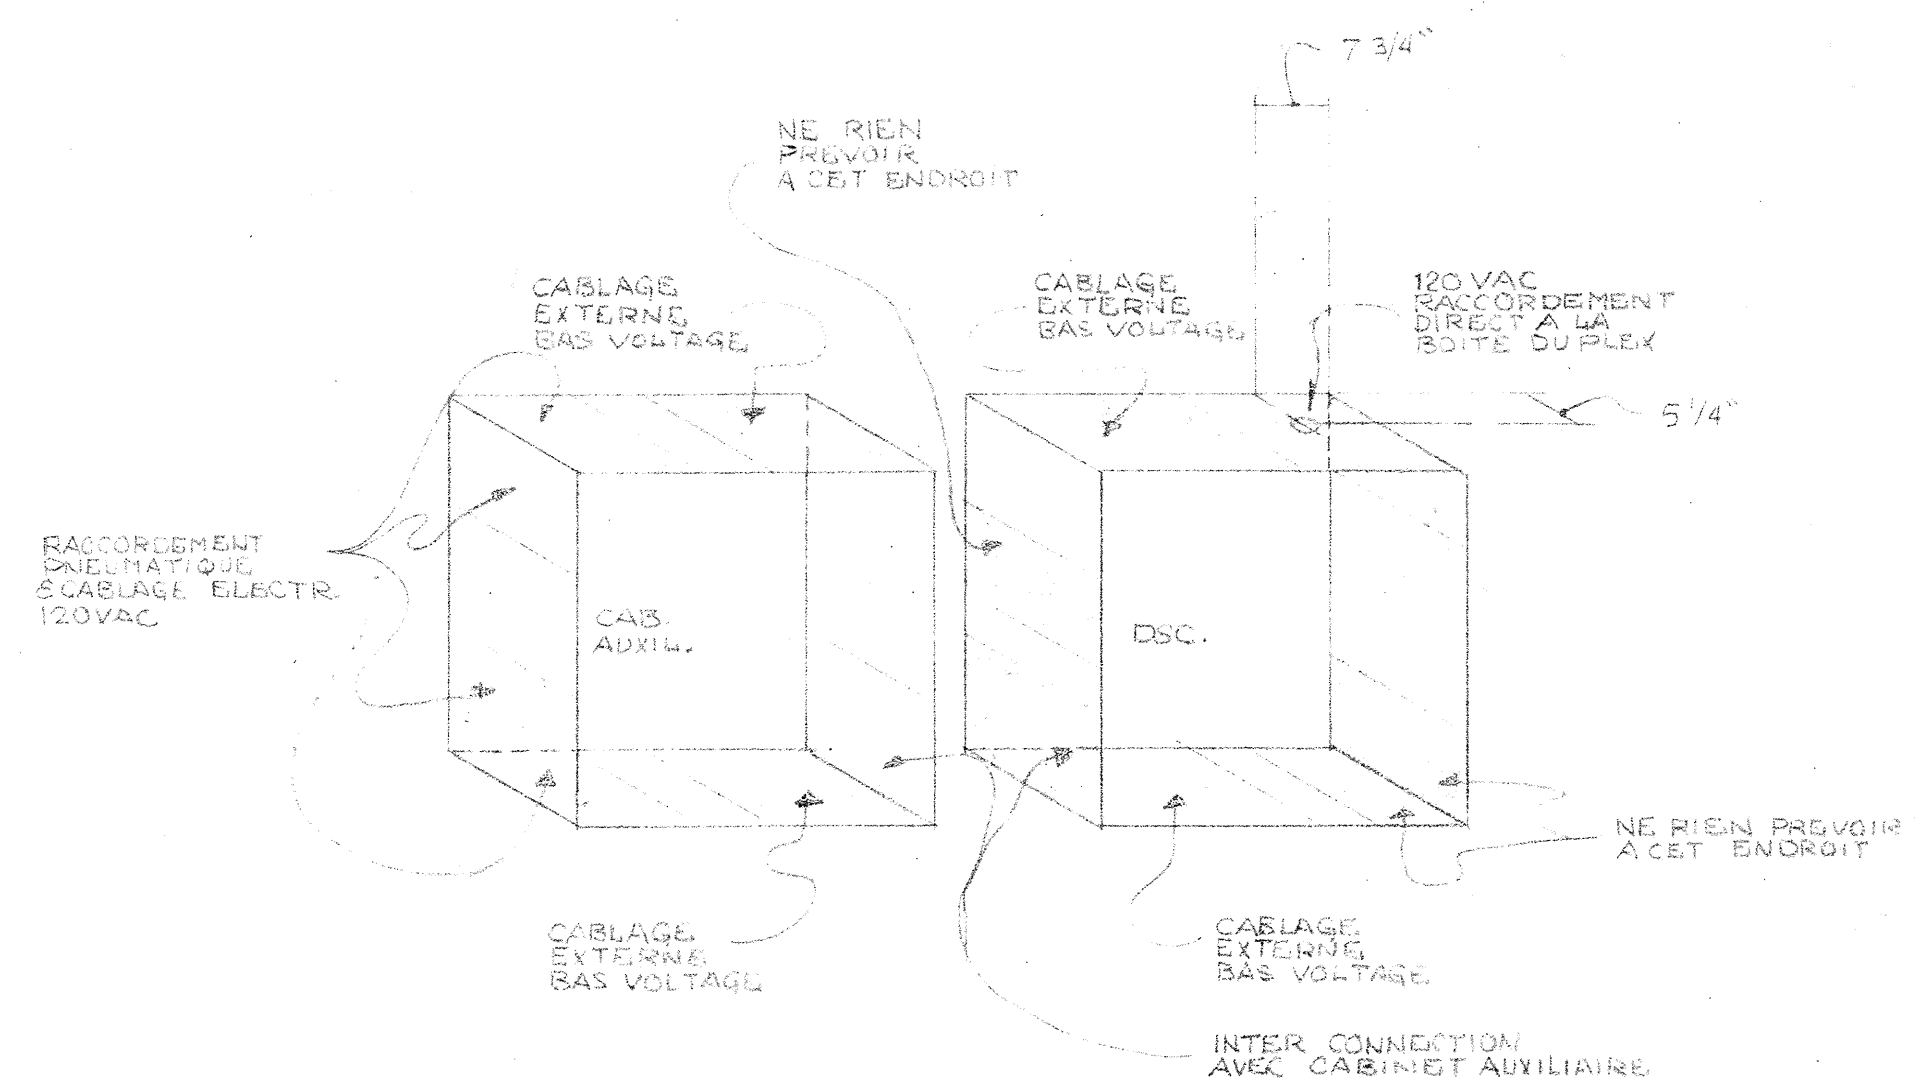 7 3/4"
NE RIEN
PREVOIR
A CET ENDROIT
CABLAGE
EXTERNE
BAS VOLTAGE
CABLAGE
EXTERNE
BAS VOLTAGE
120 VAC
RACCORDEMENT
DIRECT A LA
BOITE DUPLEX
5 1/4"
RACCORDEMENT
PNEUMATIQUE
& CABLAGE ELECTR.
120VAC
CAB.
AUXIL.
DSC.
NE RIEN PREVOIR
A CET ENDROIT
CABLAGE
EXTERNE
BAS VOLTAGE
CABLAGE
EXTERNE
BAS VOLTAGE
INTER CONNECTION
AVEC CABINET AUXILIAIRE